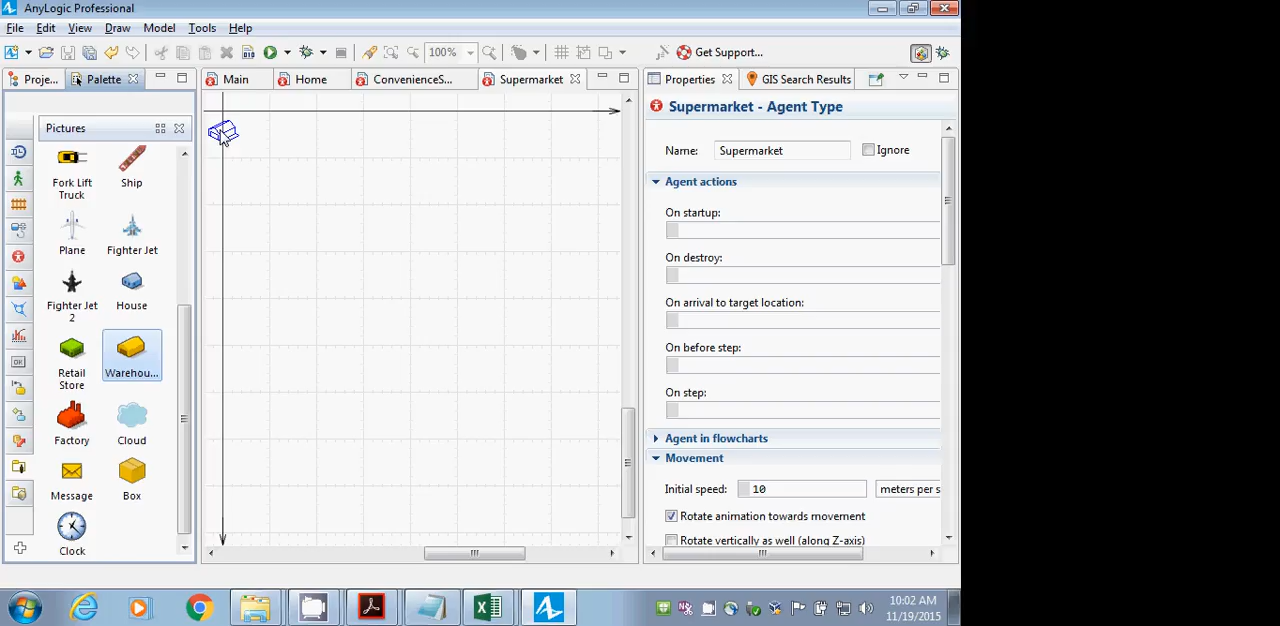 AnyLogic Professional
File Edit View Draw Model Tools Help
100% Get Support...
Proje... Palette Main Home ConvenienceS... Supermarket Properties GIS Search Results
Pictures
Supermarket - Agent Type
Name: Supermarket Ignore
Fork Lift
Truck
Ship
Agent actions
On startup:
Plane Fighter Jet
On destroy:
Fighter Jet
2
House
On arrival to target location:
On before step:
Retail
Store
Warehou...
On step:
Factory Cloud
Agent in flowcharts
Movement
Message Box
Initial speed: 10 meters per s
Rotate animation towards movement
Clock
Rotate vertically as well (along Z-axis)
10:02 AM
11/19/2015